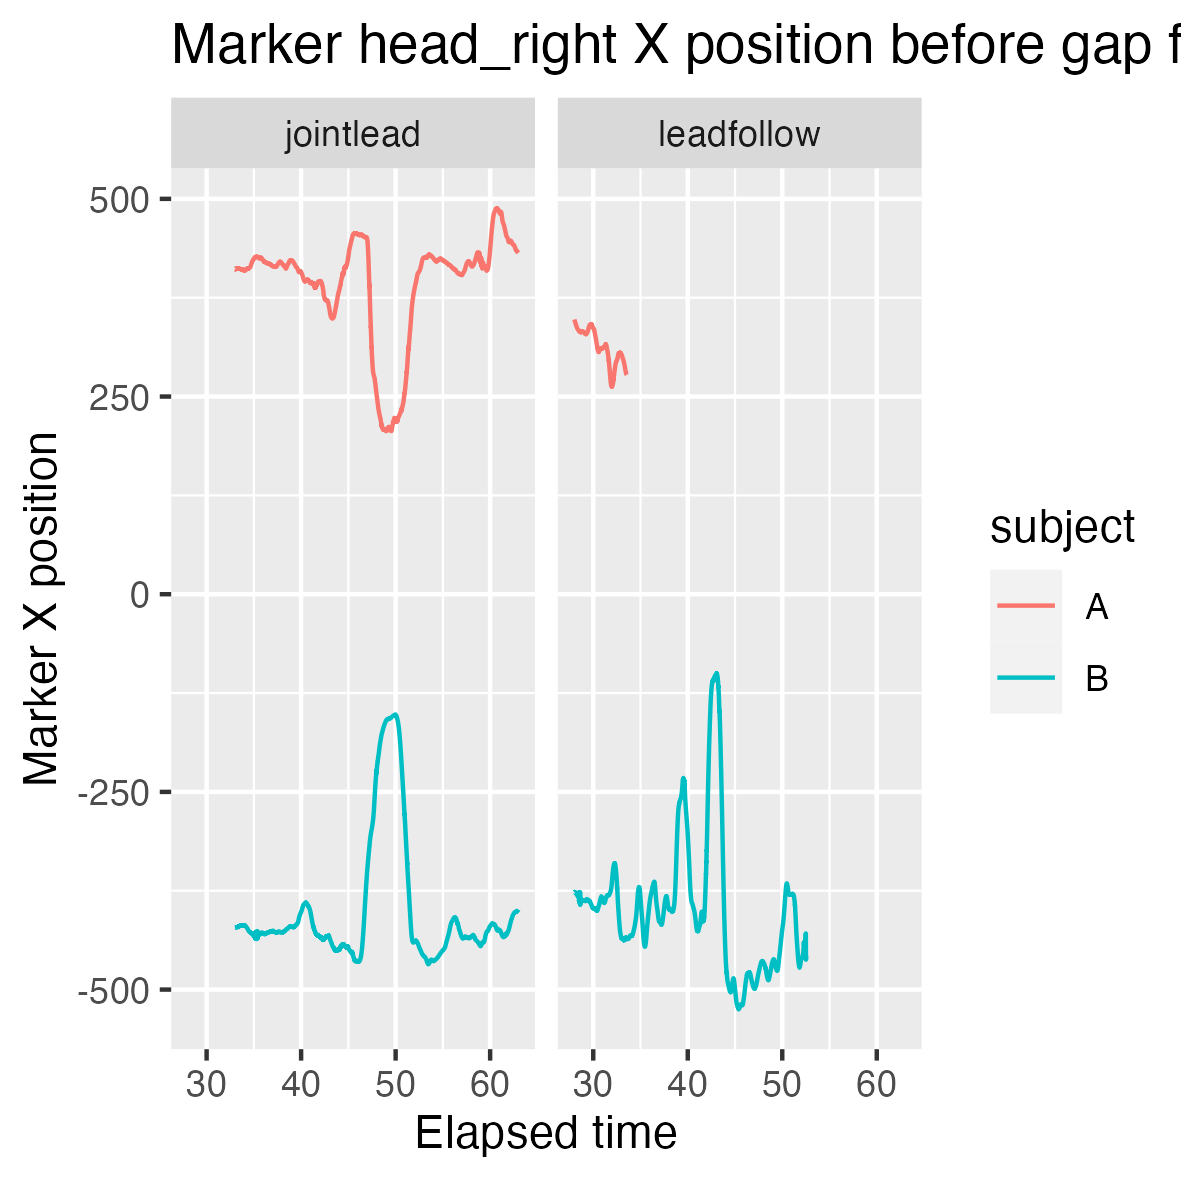 Marker head_right X position before gap f
jointlead
leadfollow
500
250
0
-250
-500
Marker X position
30 40 50 60
30 40 50 60
Elapsed time
subject
A
B